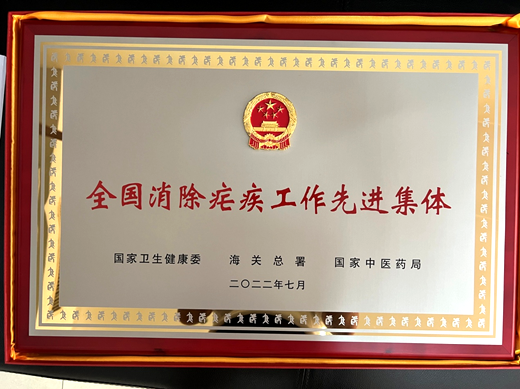 全国消除疟疾工作先进集体
国家卫生健康委 海关总署 国家中医药局
二〇二二年七月